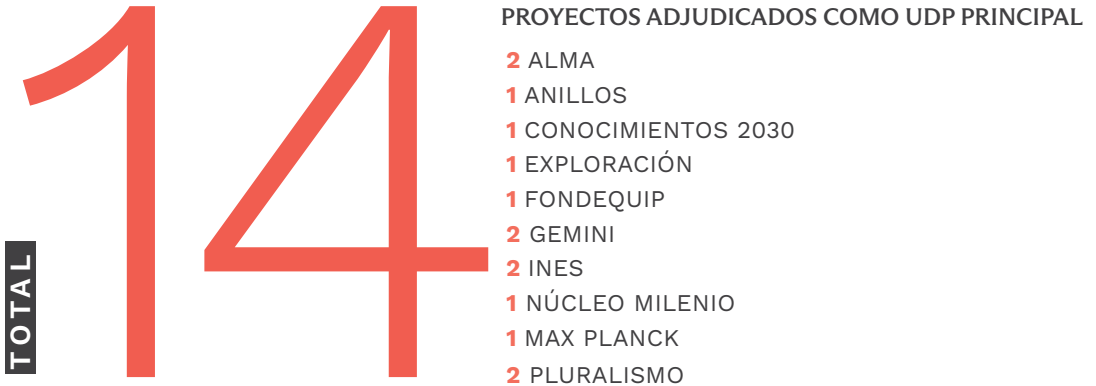 TOTAL
14
PROYECTOS ADJUDICADOS COMO UDP PRINCIPAL
2 ALMA
1 ANILLOS
1 CONOCIMIENTOS 2030
1 EXPLORACIÓN
1 FONDEQUIP
2 GEMINI
2 INES
1 NÚCLEO MILENIO
1 MAX PLANCK
2 PLURALISMO